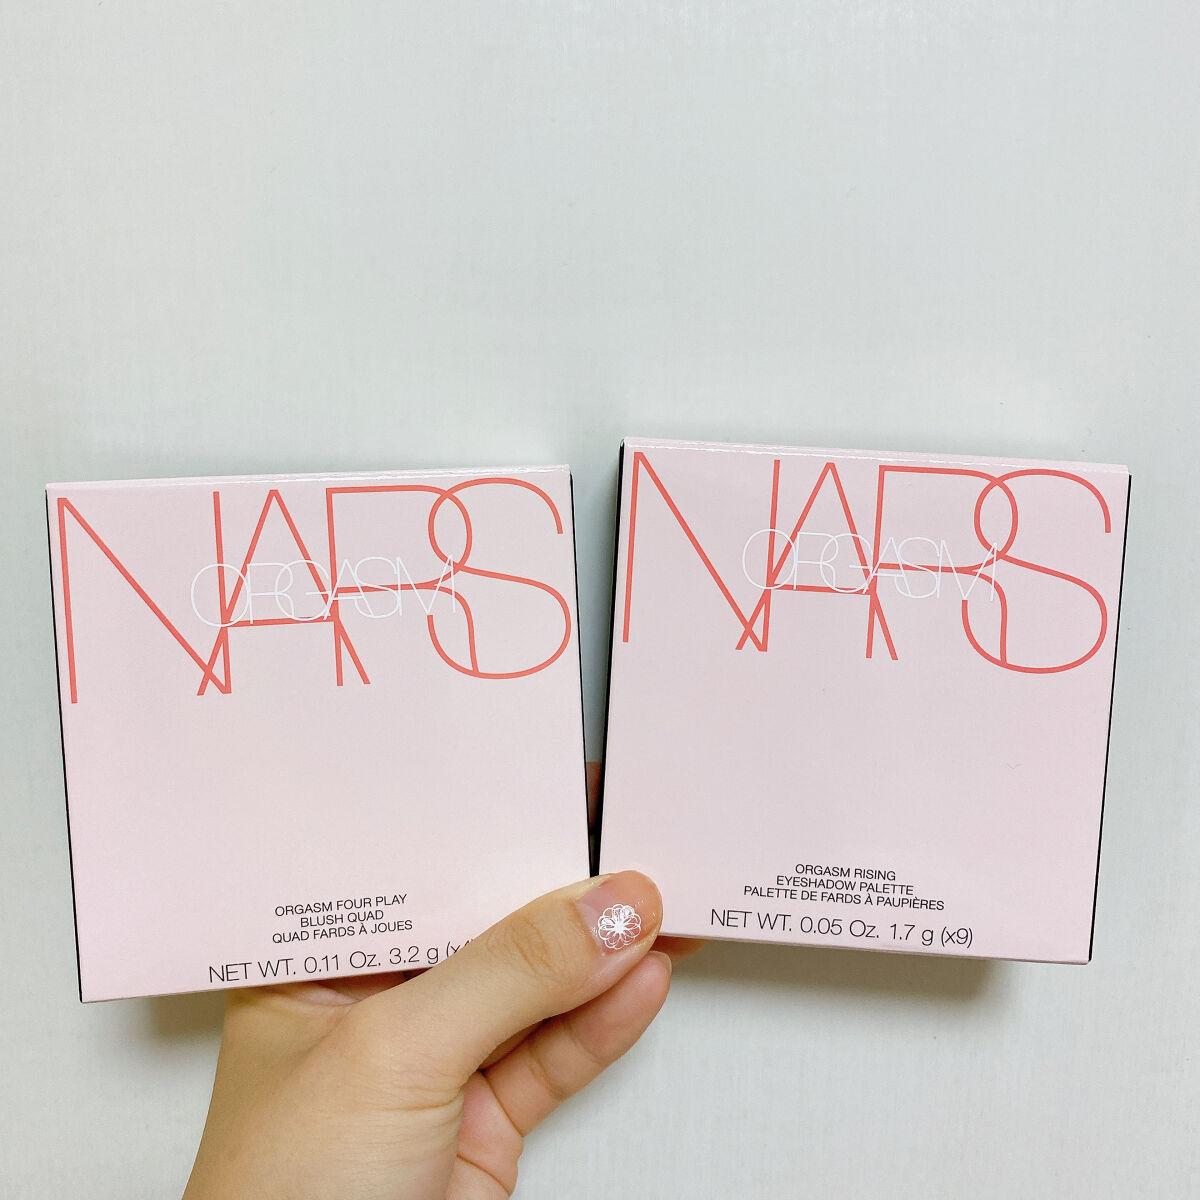 NARS
ORGASM
ORGASM FOUR PLAY
BLUSH QUAD
QUAD FARDS À JOUES
NET WT. 0.11 Oz. 3.2 g
NARS
ORGASM
ORGASM RISING
EYESHADOW PALETTE
PALETTE DE FARDS À PAUPIÈRES
NET WT. 0.05 Oz. 1.7 g (x9)